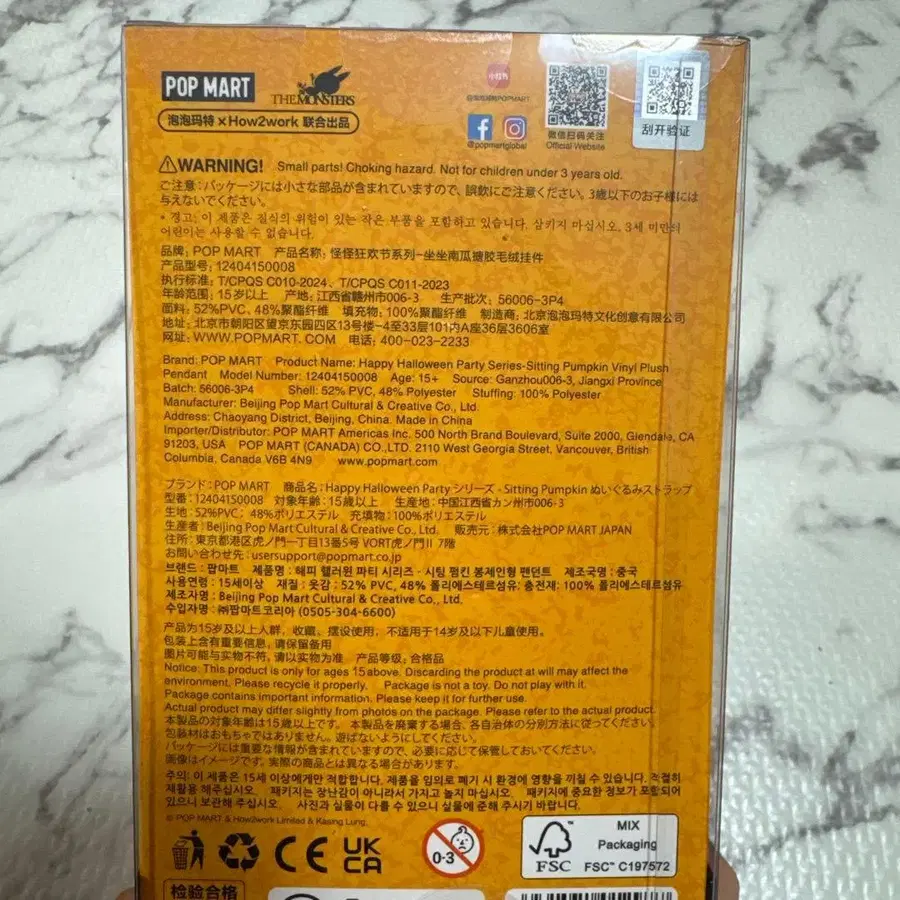 POP MART
THE MONSTERS
泡泡玛特×How2work 联合出品
小红书
@泡泡玛特POPMART
@popmartglobal
微信扫码关注
Official Website
刮开验证
⚠WARNING! Small parts! Choking hazard. Not for children under 3 years old.
ご注意:パッケージには小さな部品が含まれていますので、誤飲にご注意ください。3歳以下のお子様には
与えないでください。
• 경고: 이 제품은 질식의 위험이 있는 작은 부품을 포함하고 있습니다. 삼키지 마십시오, 3세 미만의
어린이는 사용할 수 없습니다.
品牌: POP MART 产品名称: 怪怪狂欢节系列-坐坐南瓜搪胶毛绒挂件
产品型号: 12404150008
执行标准: T/CPQS C010-2024、T/CPQS C011-2023
年龄范围: 15岁以上 产地: 江西省赣州市006-3 生产批次: 56006-3P4
面料: 52%PVC, 48%聚酯纤维 填充物: 100%聚酯纤维 制造商: 北京泡泡玛特文化创意有限公司
地址: 北京市朝阳区望京东园四区13号楼-4至33层101内A座36层3606室
网址: WWW.POPMART.COM 电话: 400-023-2233
Brand: POP MART Product Name: Happy Halloween Party Series-Sitting Pumpkin Vinyl Plush
Pendant Model Number: 12404150008 Age: 15+ Source: Ganzhou006-3, Jiangxi Province
Batch: 56006-3P4 Shell: 52% PVC, 48% Polyester Stuffing: 100% Polyester
Manufacturer: Beijing Pop Mart Cultural & Creative Co., Ltd.
Address: Chaoyang District, Beijing, China. Made in China
Importer/Distributor: POP MART Americas Inc. 500 North Brand Boulevard, Suite 2000, Glendale, CA
91203, USA POP MART (CANADA) CO.,LTD. 2110 West Georgia Street, Vancouver, British
Columbia, Canada V6B 4N9 www.popmart.com
ブランド: POP MART 商品名: Happy Halloween Party シリーズ - Sitting Pumpkin ぬいぐるみストラップ
型番: 12404150008 対象年齢: 15歳以上 生産地: 中国江西省カン州市006-3
生地: 52%PVC; 48%ポリエステル 充填物: 100%ポリエステル
生産者: Beijing Pop Mart Cultural & Creative Co., Ltd. 販売元: 株式会社POP MART JAPAN
住所: 東京都港区虎ノ門一丁目13番5号 VORT虎ノ門II 7階
お問い合わせ先: usersupport@popmart.co.jp
브랜드 : 팝마트 제품명 : 해피 핼러윈 파티 시리즈 - 시팅 펌킨 봉제인형 팬던트 제조국명 : 중국
사용연령 : 15세이상 재질 : 옷감 : 52% PVC, 48% 폴리에스테르섬유; 충전재: 100% 폴리에스테르섬유
제조자명 : Beijing Pop Mart Cultural & Creative Co., Ltd.
수입자명 : ㈜팝마트코리아 (0505-304-6600)
产品为15岁及以上人群，收藏、摆设使用，不适用于14岁及以下儿童使用。
包装上含有重要信息，请保留备用
图片可能与实物不符，请以实物为准 产品等级: 合格品
Notice: This product is only for ages 15 above. Discarding the product at will may affect the
environment. Please recycle it properly. Package is not a toy. Do not play with it.
Package contains important information. Please keep it for further use.
Actual product may differ slightly from photos on the package. Please refer to the actual product.
本製品の対象年齢は15歳以上です。 本製品を廃棄する場合、各自治体の分別方法に従ってください。
包装材はおもちゃではありません。遊ばないようにしてください。
パッケージには重要な情報が含まれていますので、必要に応じて保管しておいてください。
画像はイメージです。実際の商品とは異なる場合があります。
주의: 이 제품은 15세 이상에게만 적합합니다. 제품을 임의로 폐기 시 환경에 영향을 끼칠 수 있습니다. 적절히
재활용 해주십시오. 패키지는 장난감이 아니라서 가지고 놀지 마십시오. 패키지에 중요한 정보가 포함되어
있으니 보관해 주십시오. 사진과 실물이 다를 수 있으니 실물에 준해 주시기 바랍니다.
© POP MART & How2work Limited & Kasing Lung.
CE
UK
CA
0-3
FSC
MIX
Packaging
FSC™ C197572
检验合格